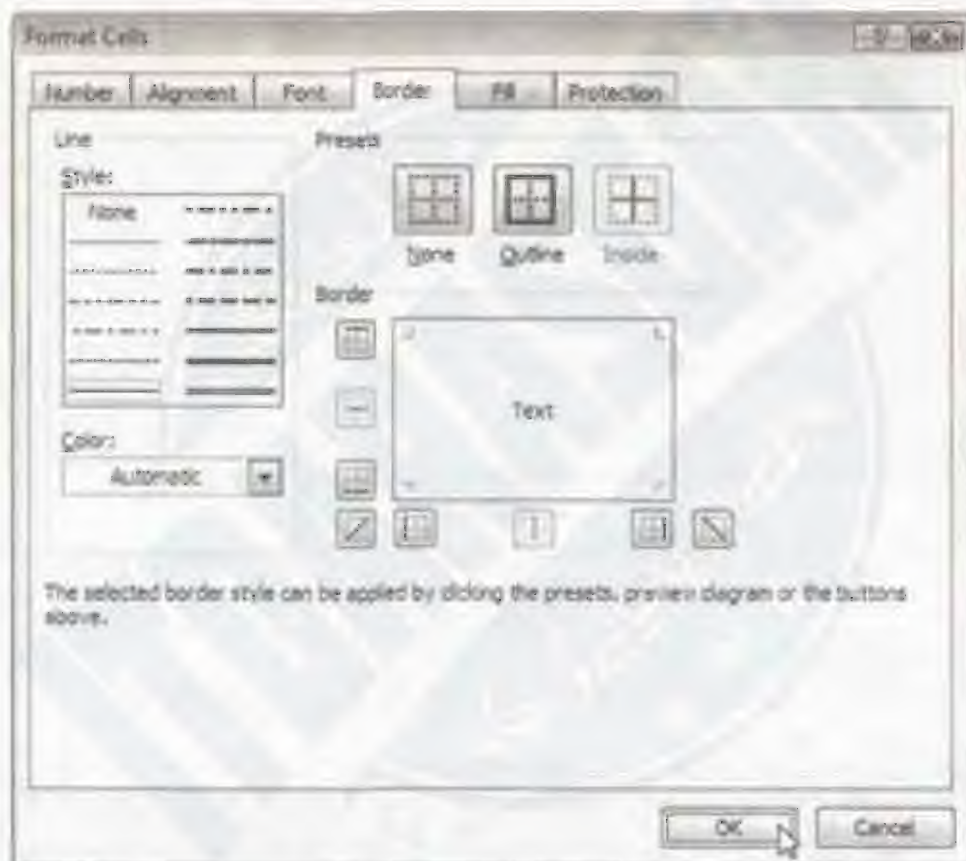 Format Cells
Number Alignment Font Border Fill Protection
Line
Style:
None
Color:
Automatic
Presets
None Outline Inside
Border
Text
The selected border style can be applied by clicking the presets, preview diagram or the buttons
above.
OK Cancel